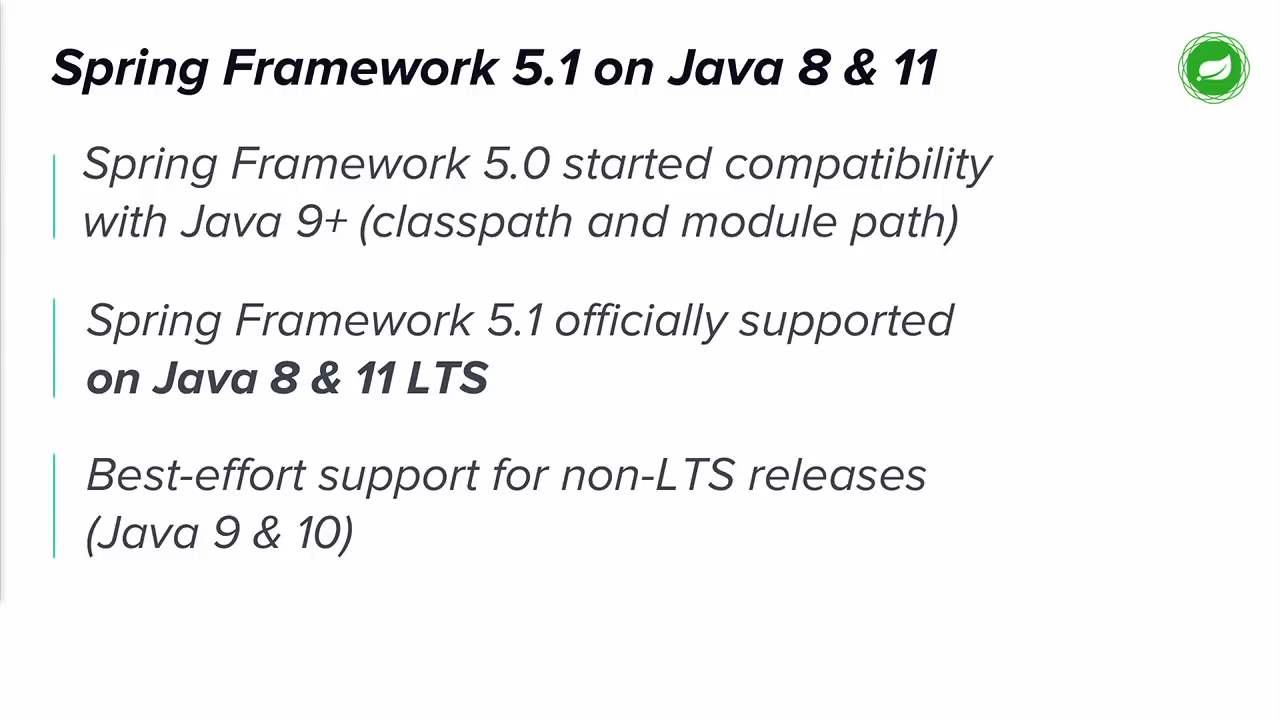 Spring Framework 5.1 on Java 8 & 11
Spring Framework 5.0 started compatibility
with Java 9+ (classpath and module path)
Spring Framework 5.1 officially supported
on Java 8 & 11 LTS
Best-effort support for non-LTS releases
(Java 9 & 10)